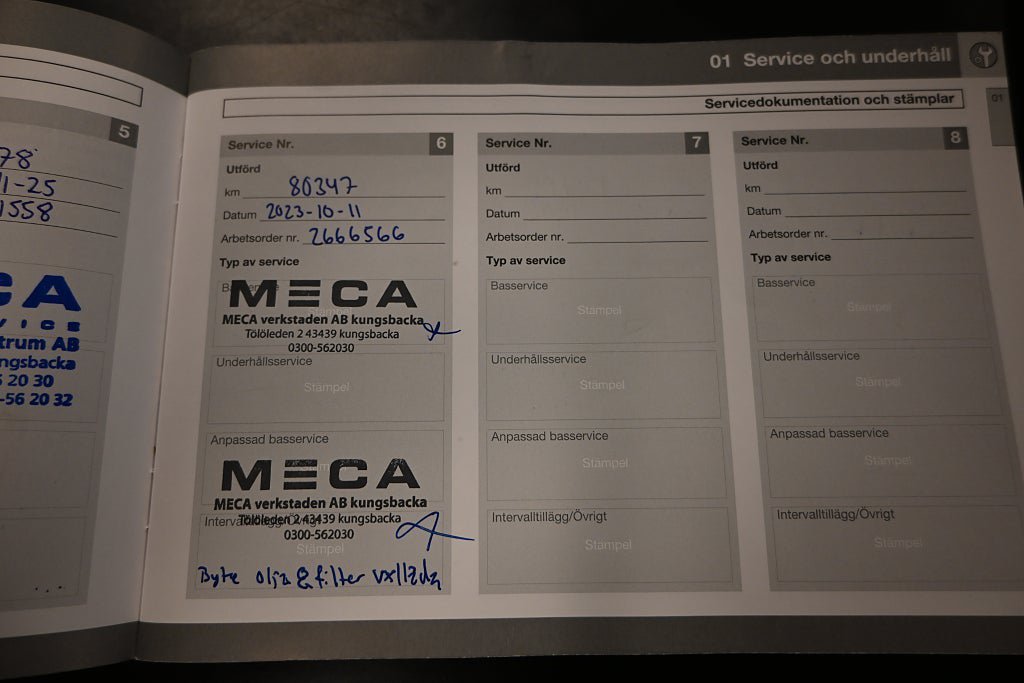 01 Service och underhåll
01
Servicedokumentation och stämplar
5
78
1-25
1558
CA
VICE
trum AB
ngsbacka
6 20 30
-56 20 32
Service Nr. 6
Utförd
km 80347
Datum 2023-10-11
Arbetsorder nr. 2666566
Typ av service
MECA
MECA verkstaden AB kungsbacka
Tölöleden 2 43439 kungsbacka
0300-562030
Underhållsservice
Stämpel
Anpassad basservice
MECA
MECA verkstaden AB kungsbacka
Tölöleden 2 43439 kungsbacka
0300-562030
Stämpel
Byte olja & filter vxllåda
Service Nr. 7
Utförd
km
Datum
Arbetsorder nr.
Typ av service
Basservice
Stämpel
Underhållsservice
Stämpel
Anpassad basservice
Stämpel
Intervalltillägg/Övrigt
Stämpel
Service Nr. 8
Utförd
km
Datum
Arbetsorder nr.
Typ av service
Basservice
Stämpel
Underhållsservice
Stämpel
Anpassad basservice
Stämpel
Intervalltillägg/Övrigt
Stämpel